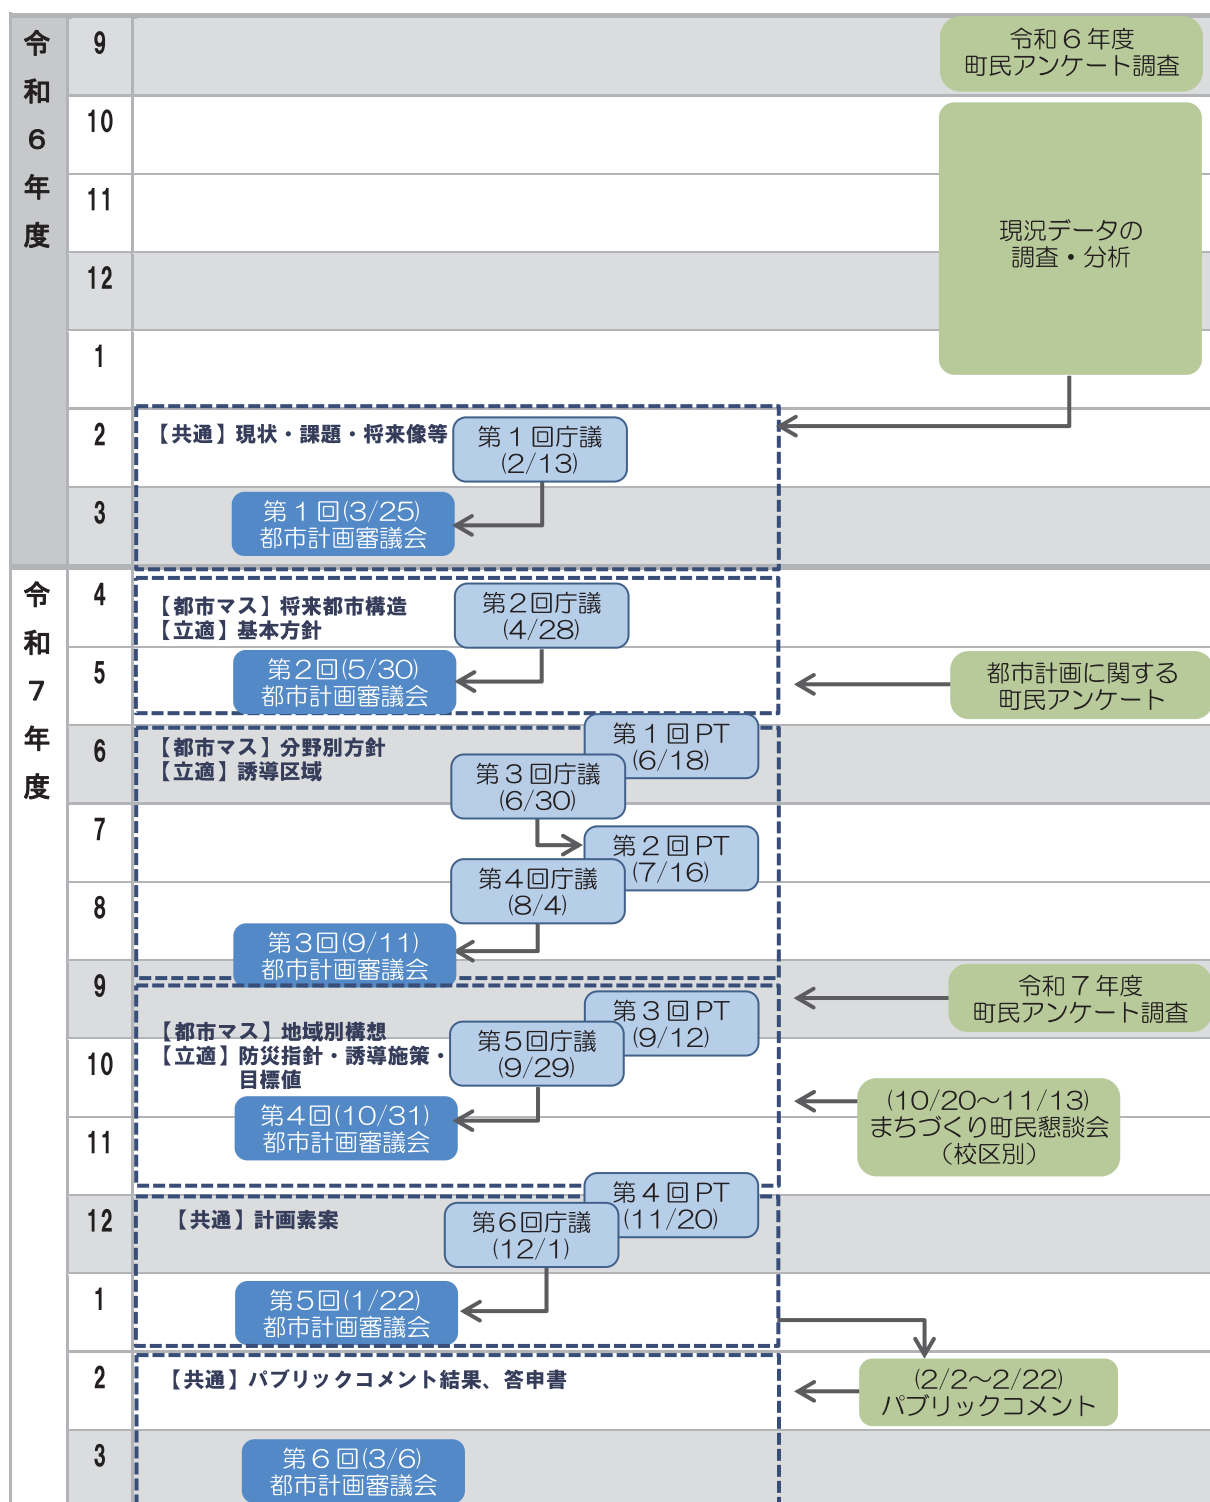 令和６年度
9
令和６年度
町民アンケート調査
10
11
現況データの
調査・分析
12
1
2
【共通】現状・課題・将来像等
第１回庁議
(2/13)
3
第１回(3/25)
都市計画審議会
令和７年度
4
【都市マス】将来都市構造
【立適】基本方針
第２回庁議
(4/28)
5
第２回(5/30)
都市計画審議会
都市計画に関する
町民アンケート
6
【都市マス】分野別方針
【立適】誘導区域
第１回PT
(6/18)
第３回庁議
(6/30)
7
第２回PT
(7/16)
第４回庁議
(8/4)
8
第３回(9/11)
都市計画審議会
9
令和７年度
町民アンケート調査
第３回PT
(9/12)
【都市マス】地域別構想
【立適】防災指針・誘導施策・
目標値
第５回庁議
(9/29)
10
第４回(10/31)
都市計画審議会
(10/20～11/13)
まちづくり町民懇談会
（校区別）
11
第４回PT
(11/20)
12
【共通】計画素案
第６回庁議
(12/1)
1
第５回(1/22)
都市計画審議会
2
【共通】パブリックコメント結果、答申書
(2/2～2/22)
パブリックコメント
3
第６回(3/6)
都市計画審議会